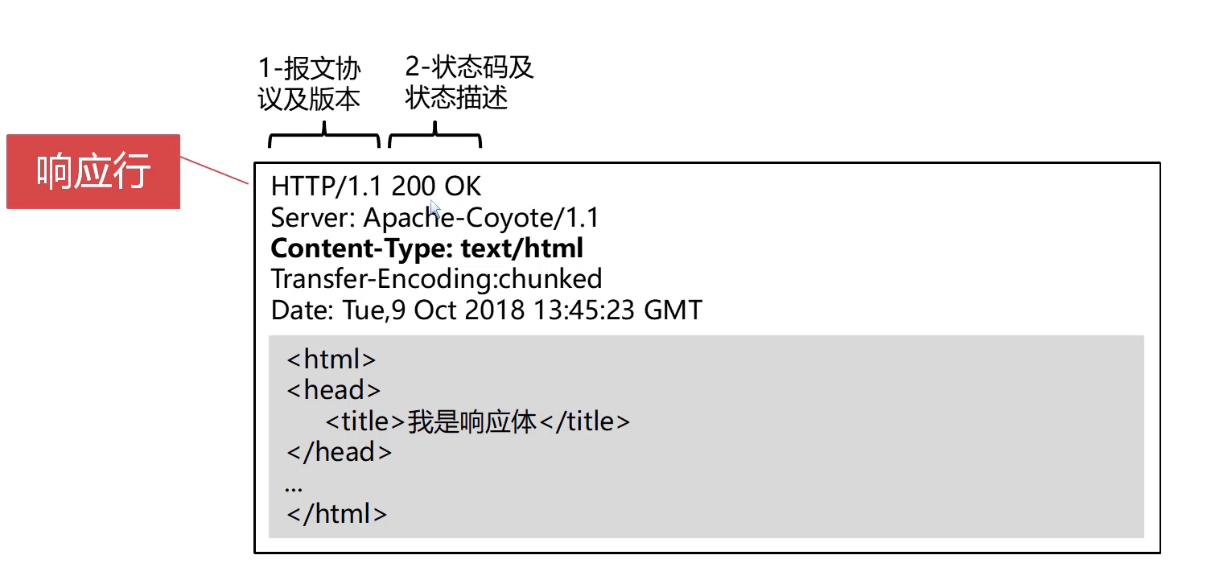 1-报文协
议及版本
2-状态码及
状态描述
响应行
HTTP/1.1 200 OK
Server: Apache-Coyote/1.1
Content-Type: text/html
Transfer-Encoding:chunked
Date: Tue,9 Oct 2018 13:45:23 GMT
<html>
<head>
<title>我是响应体</title>
</head>
...
</html>